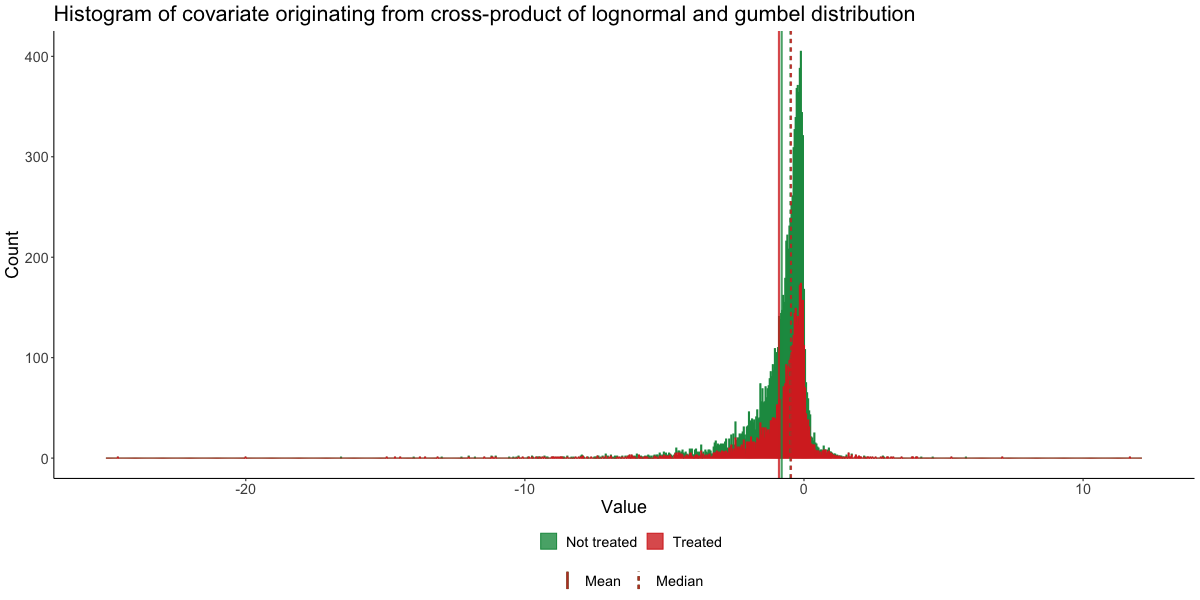 Histogram of covariate originating from cross-product of lognormal and gumbel distribution
400
300
200
100
0
Count
-20 -10 0 10
Value
Not treated Treated
Mean Median